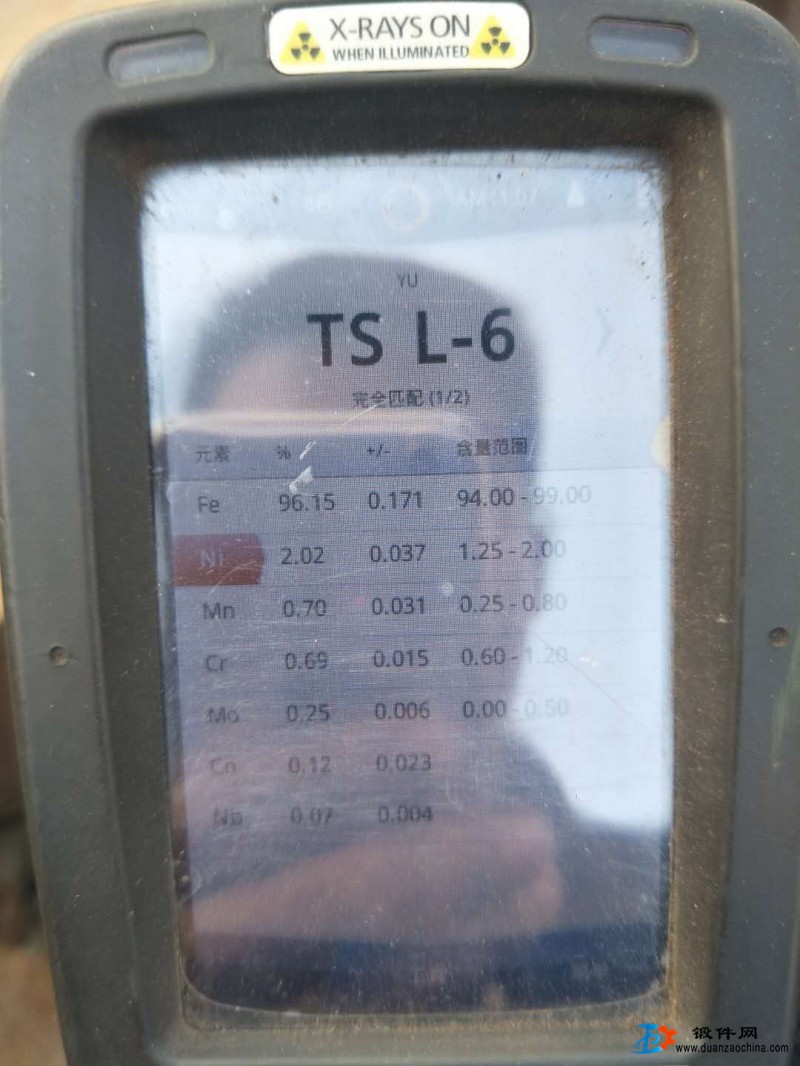 X-RAYS ON
WHEN ILLUMINATED
YU
TS L-6
完全匹配 (1/2)
元素 % +/- 含量范围
Fe 96.15 0.171 94.00 - 99.00
Ni 2.02 0.037 1.25 - 2.00
Mn 0.70 0.031 0.25 - 0.80
Cr 0.69 0.015 0.60 - 1.20
Mo 0.25 0.006 0.00 - 0.50
0.12 0.023
Nb 0.07 0.004
锻件网
www.duanzaochina.com